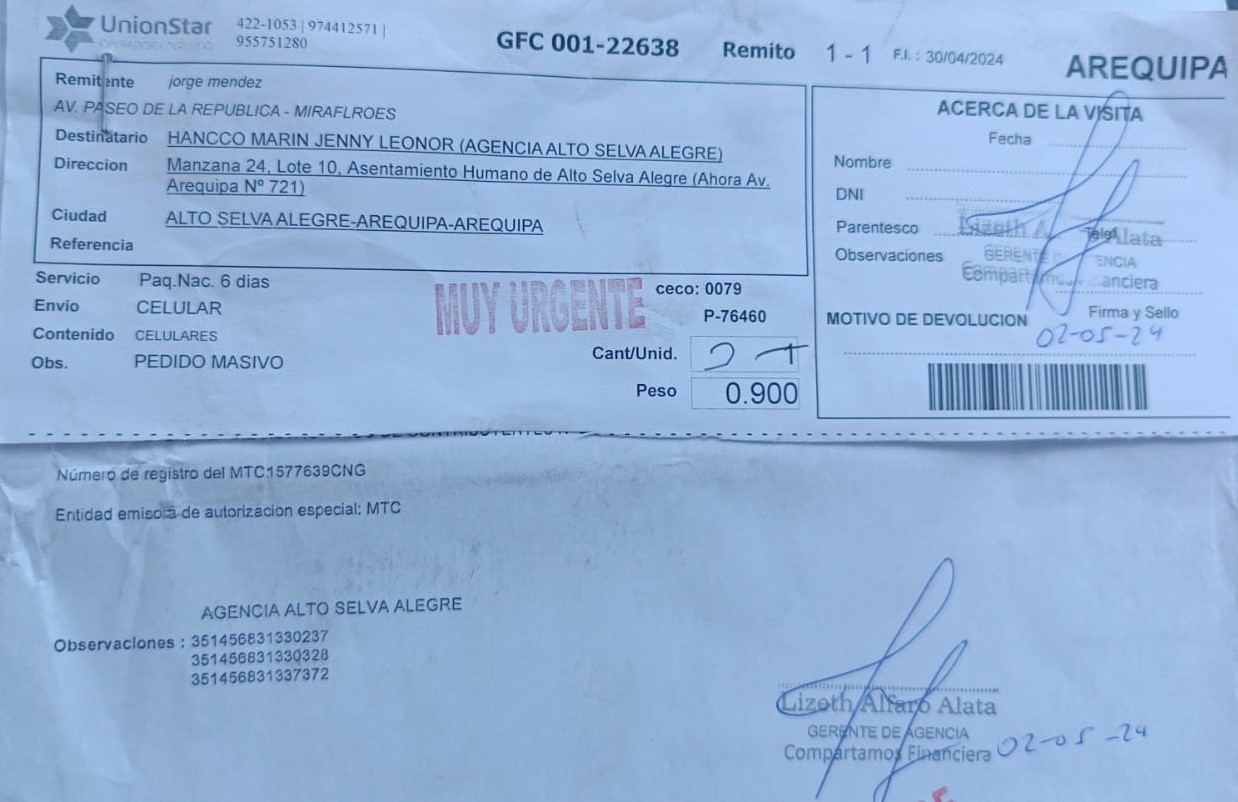 UnionStar
422-1053 | 974412571 |
955751280
GFC 001-22638 Remito 1 - 1 F.I. : 30/04/2024
AREQUIPA
Remitente jorge mendez
AV. PASEO DE LA REPUBLICA - MIRAFLROES
Destinatario HANCCO MARIN JENNY LEONOR (AGENCIA ALTO SELVA ALEGRE)
Direccion Manzana 24, Lote 10, Asentamiento Humano de Alto Selva Alegre (Ahora Av.
Arequipa Nº 721)
Ciudad ALTO SELVA ALEGRE-AREQUIPA-AREQUIPA
Referencia
Servicio Paq.Nac. 6 dias
Envio CELULAR
Contenido CELULARES
Obs. PEDIDO MASIVO
MUY URGENTE
ceco: 0079
P-76460
Cant/Unid.
Peso 0.900
ACERCA DE LA VISITA
Fecha
Nombre
DNI
Parentesco
Lizeth Alata
Observaciones
GERENTE
Firma y Sello
MOTIVO DE DEVOLUCION
02-05-24
Número de registro del MTC:1577639CNG
Entidad emisora de autorizacion especial: MTC
AGENCIA ALTO SELVA ALEGRE
Observaciones : 351456831330237
351456831330328
351456831337372
Lizeth Alfaro Alata
GERENTE DE AGENCIA
Compartamos Financiera 02-05-24